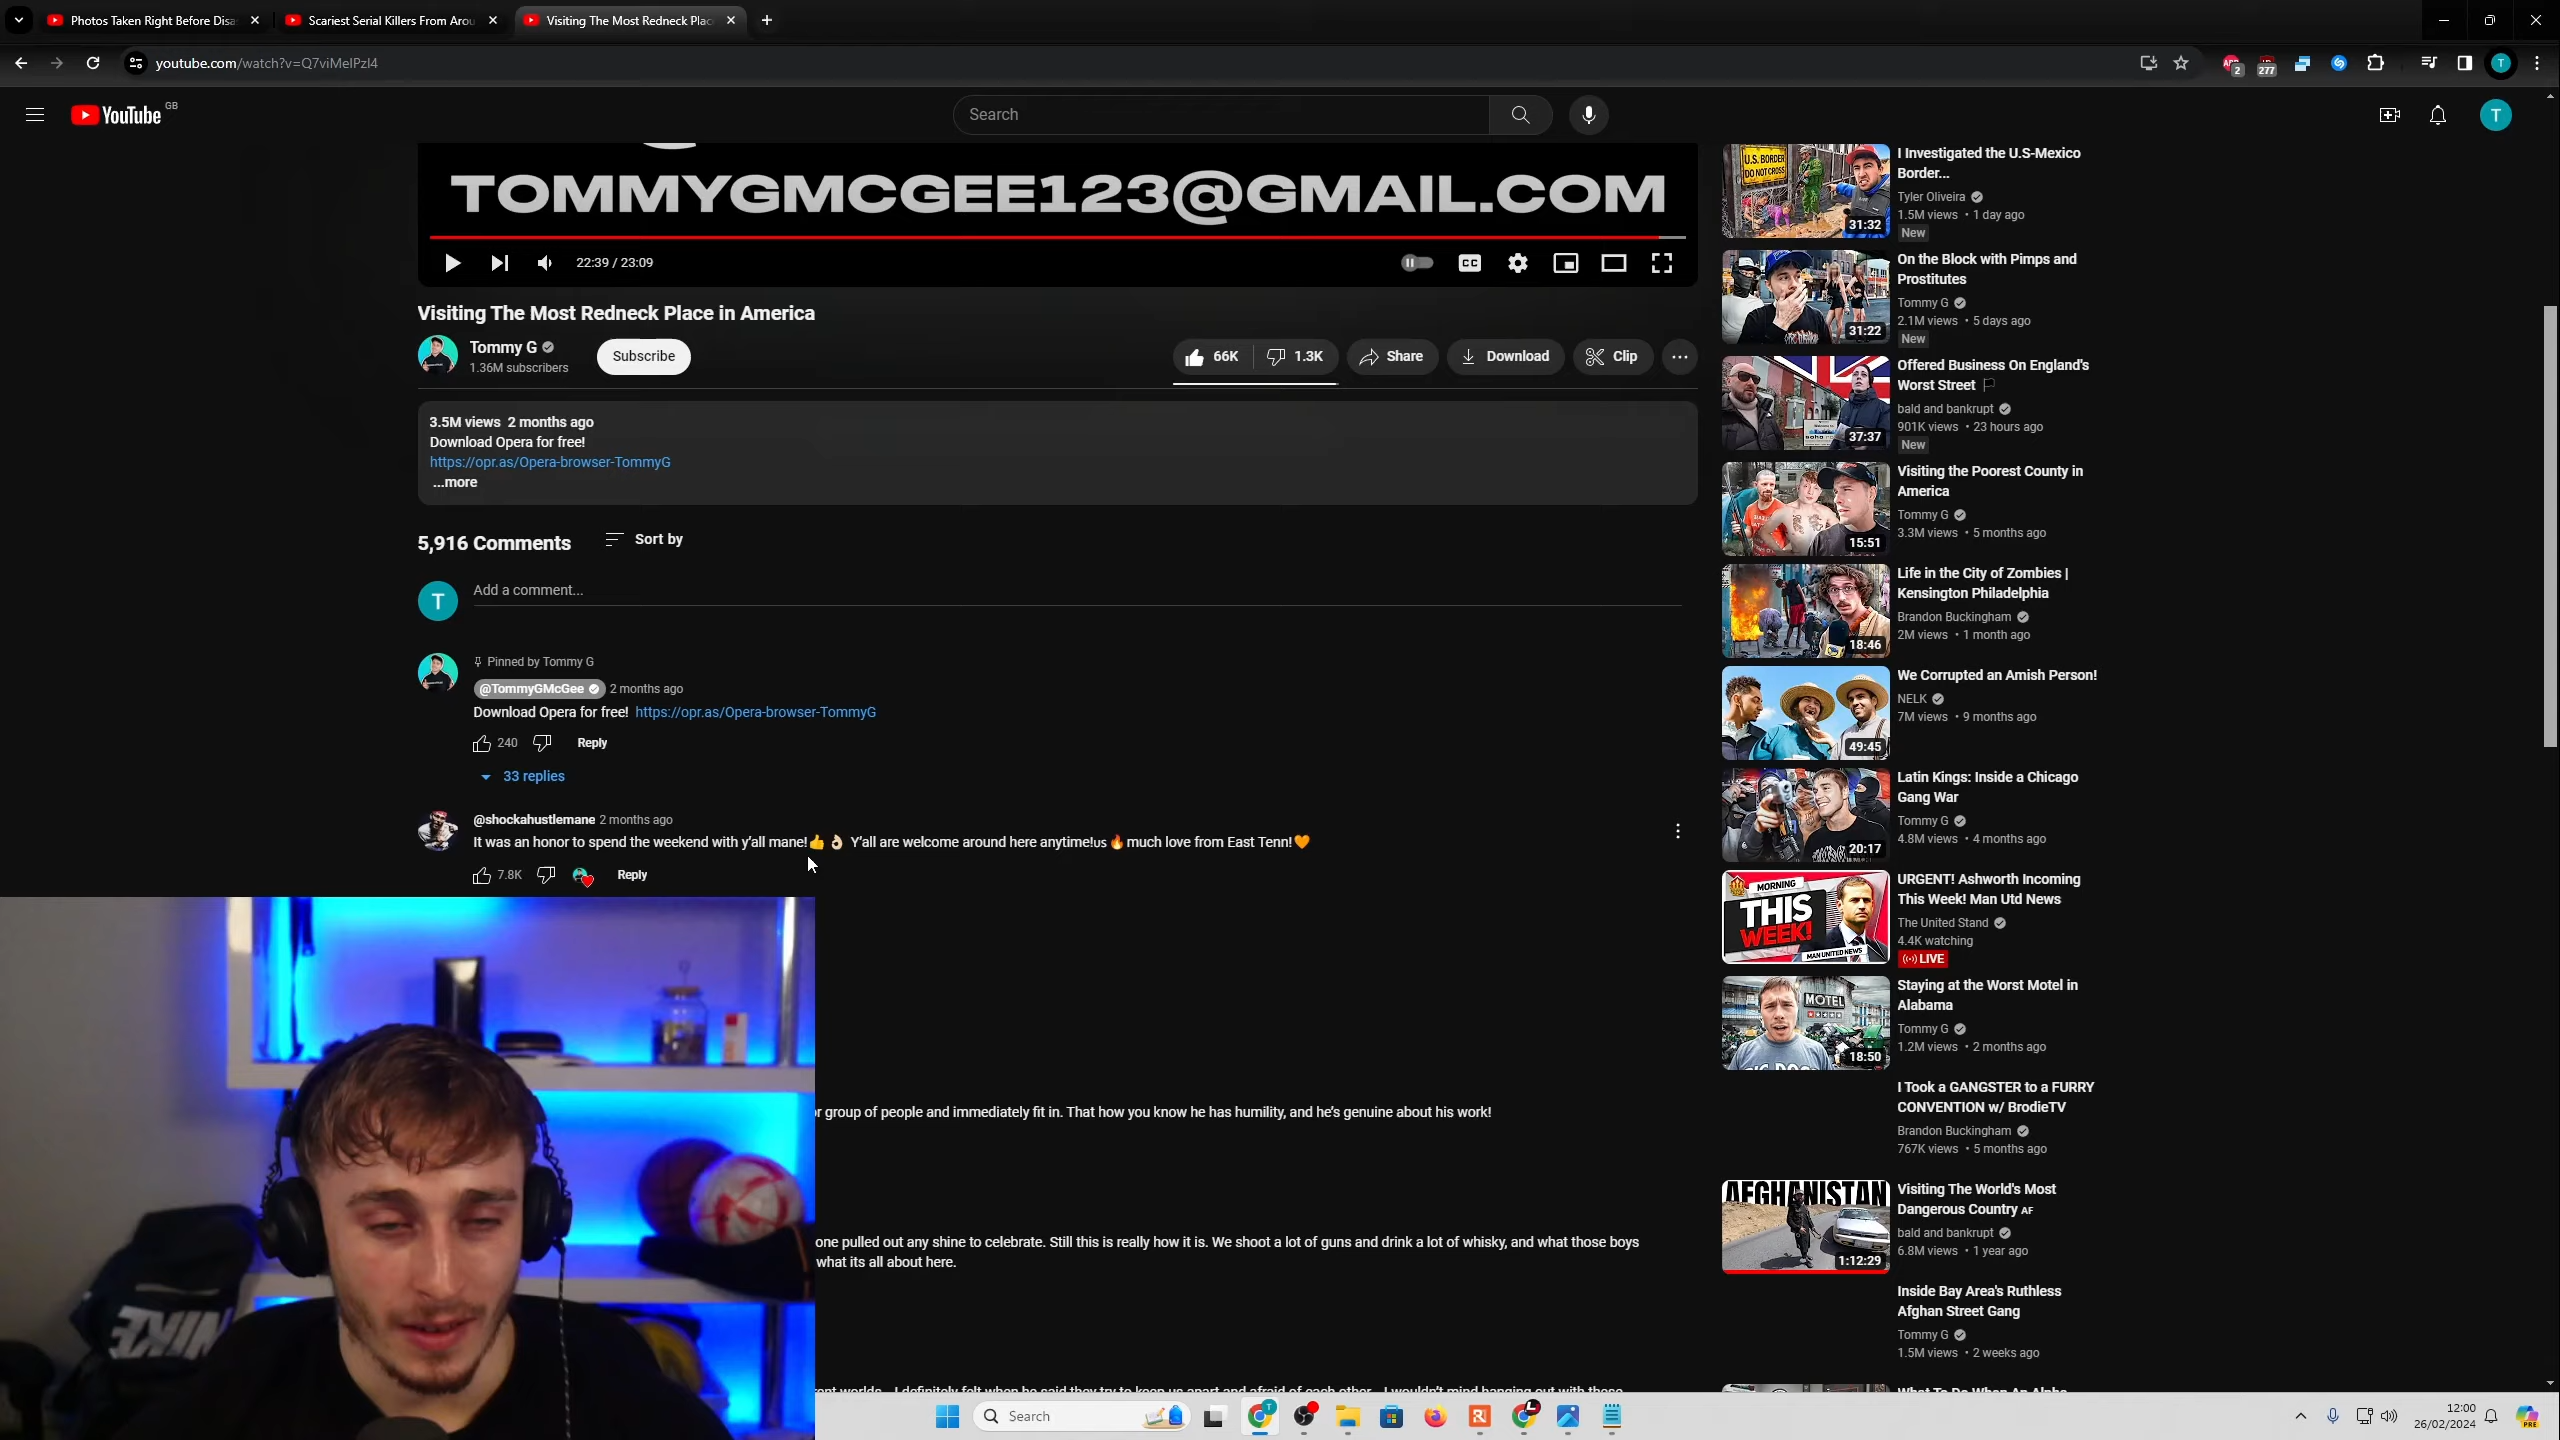 Photos Taken Right Before Disa
Scariest Serial Killers From Arou
Visiting The Most Redneck Plac
youtube.com/watch?v=Q7viMelPzI4
2
277
T
YouTube GB
Search
T
TOMMYGMCGEE123@GMAIL.COM
22:39 / 23:09
CC
Visiting The Most Redneck Place in America
Tommy G
1.36M subscribers
Subscribe
66K
1.3K
Share
Download
Clip
3.5M views 2 months ago
Download Opera for free!
https://opr.as/Opera-browser-TommyG
...more
5,916 Comments
Sort by
T
Add a comment...
Pinned by Tommy G
@TommyGMcGee 2 months ago
Download Opera for free! https://opr.as/Opera-browser-TommyG
240
Reply
33 replies
@shockahustlemane 2 months ago
It was an honor to spend the weekend with y'all mane!👍👌🏼 Y'all are welcome around here anytime!us🔥much love from East Tenn!🧡
7.8K
Reply
or group of people and immediately fit in. That how you know he has humility, and he's genuine about his work!
one pulled out any shine to celebrate. Still this is really how it is. We shoot a lot of guns and drink a lot of whisky, and what those boys
what its all about here.
NIKE
U.S. BORDER
DO NOT CROSS
31:32
I Investigated the U.S-Mexico
Border...
Tyler Oliveira
1.5M views • 1 day ago
New
31:22
On the Block with Pimps and
Prostitutes
Tommy G
2.1M views • 5 days ago
New
37:37
Offered Business On England's
Worst Street
bald and bankrupt
901K views • 23 hours ago
New
15:51
Visiting the Poorest County in
America
Tommy G
3.3M views • 5 months ago
18:46
Life in the City of Zombies |
Kensington Philadelphia
Brandon Buckingham
2M views • 1 month ago
49:45
We Corrupted an Amish Person!
NELK
7M views • 9 months ago
20:17
Latin Kings: Inside a Chicago
Gang War
Tommy G
4.8M views • 4 months ago
MORNING
THIS
WEEK!
MAN UNITED NEWS
URGENT! Ashworth Incoming
This Week! Man Utd News
The United Stand
4.4K watching
LIVE
MOTEL
18:50
Staying at the Worst Motel in
Alabama
Tommy G
1.2M views • 2 months ago
I Took a GANGSTER to a FURRY
CONVENTION w/ BrodieTV
Brandon Buckingham
767K views • 5 months ago
AFGHANISTAN
1:12:29
Visiting The World's Most
Dangerous Country AF
bald and bankrupt
6.8M views • 1 year ago
Inside Bay Area's Ruthless
Afghan Street Gang
Tommy G
1.5M views • 2 weeks ago
Search
12:00
26/02/2024
PRE